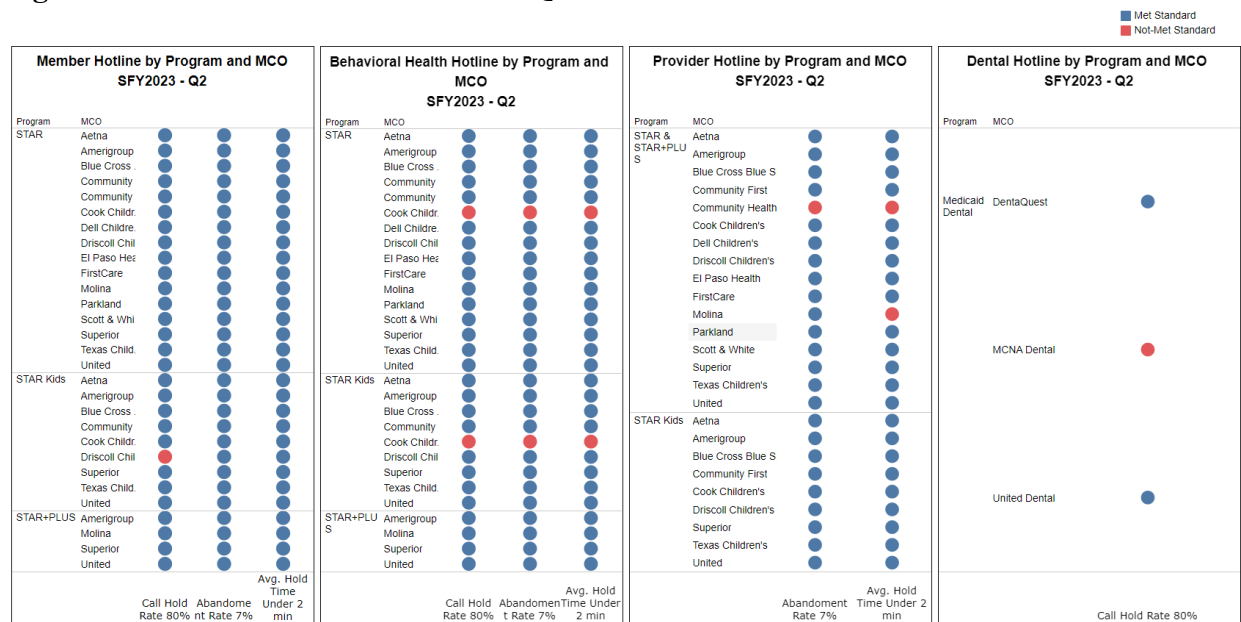 Met Standard
Not-Met Standard
Member Hotline by Program and MCO
SFY2023 - Q2
Program MCO
STAR Aetna
Amerigroup
Blue Cross .
Community
Community
Cook Childr.
Dell Childre.
Driscoll Chil
El Paso Hea
FirstCare
Molina
Parkland
Scott & Whi
Superior
Texas Child.
United
STAR Kids Aetna
Amerigroup
Blue Cross .
Community
Cook Childr.
Driscoll Chil
Superior
Texas Child.
United
STAR+PLUS Amerigroup
Molina
Superior
United
Call Hold
Rate 80%
Abandome
nt Rate 7%
Avg. Hold
Time
Under 2
min
Behavioral Health Hotline by Program and
MCO
SFY2023 - Q2
Program MCO
STAR Aetna
Amerigroup
Blue Cross .
Community
Community
Cook Childr.
Dell Childre.
Driscoll Chil
El Paso Hea
FirstCare
Molina
Parkland
Scott & Whi
Superior
Texas Child.
United
STAR Kids Aetna
Amerigroup
Blue Cross .
Community
Cook Childr.
Driscoll Chil
Superior
Texas Child.
United
STAR+PLU
S
Amerigroup
Molina
Superior
United
Call Hold
Rate 80%
Abandomen
t Rate 7%
Avg. Hold
Time Under
2 min
Provider Hotline by Program and MCO
SFY2023 - Q2
Program MCO
STAR &
STAR+PLU
S
Aetna
Amerigroup
Blue Cross Blue S
Community First
Community Health
Cook Children's
Dell Children's
Driscoll Children's
El Paso Health
FirstCare
Molina
Parkland
Scott & White
Superior
Texas Children's
United
STAR Kids Aetna
Amerigroup
Blue Cross Blue S
Community First
Cook Children's
Driscoll Children's
Superior
Texas Children's
United
Abandoment
Rate 7%
Avg. Hold
Time Under 2
min
Dental Hotline by Program and MCO
SFY2023 - Q2
Program MCO
Medicaid
Dental
DentaQuest
MCNA Dental
United Dental
Call Hold Rate 80%